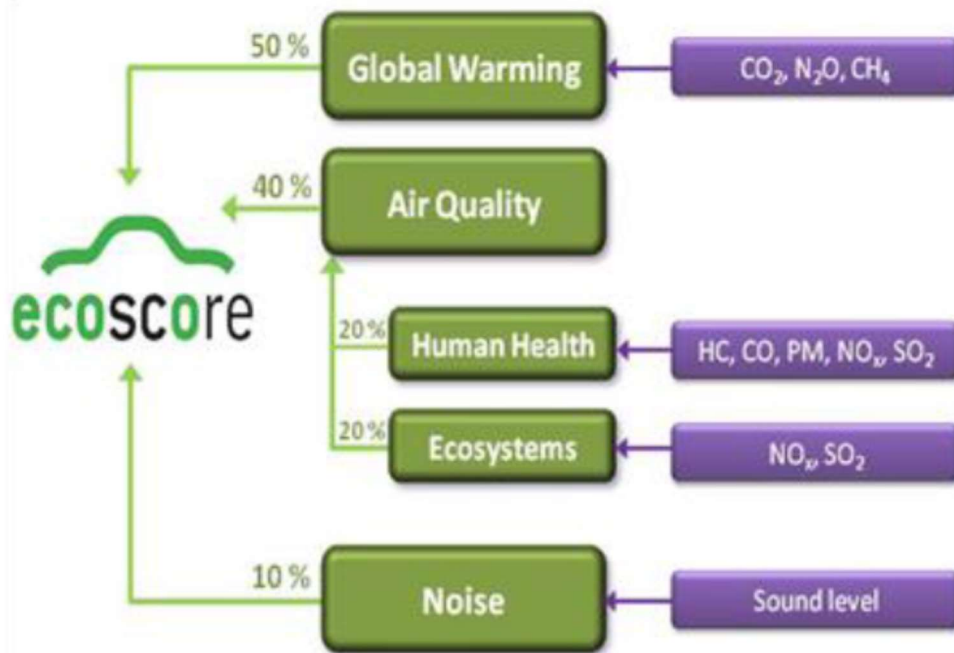 50 %
Global Warming
CO₂, N₂O, CH₄
40 %
Air Quality
ecoscore
20%
Human Health
HC, CO, PM, NOₓ, SO₂
20%
Ecosystems
NOₓ, SO₂
10 %
Noise
Sound level